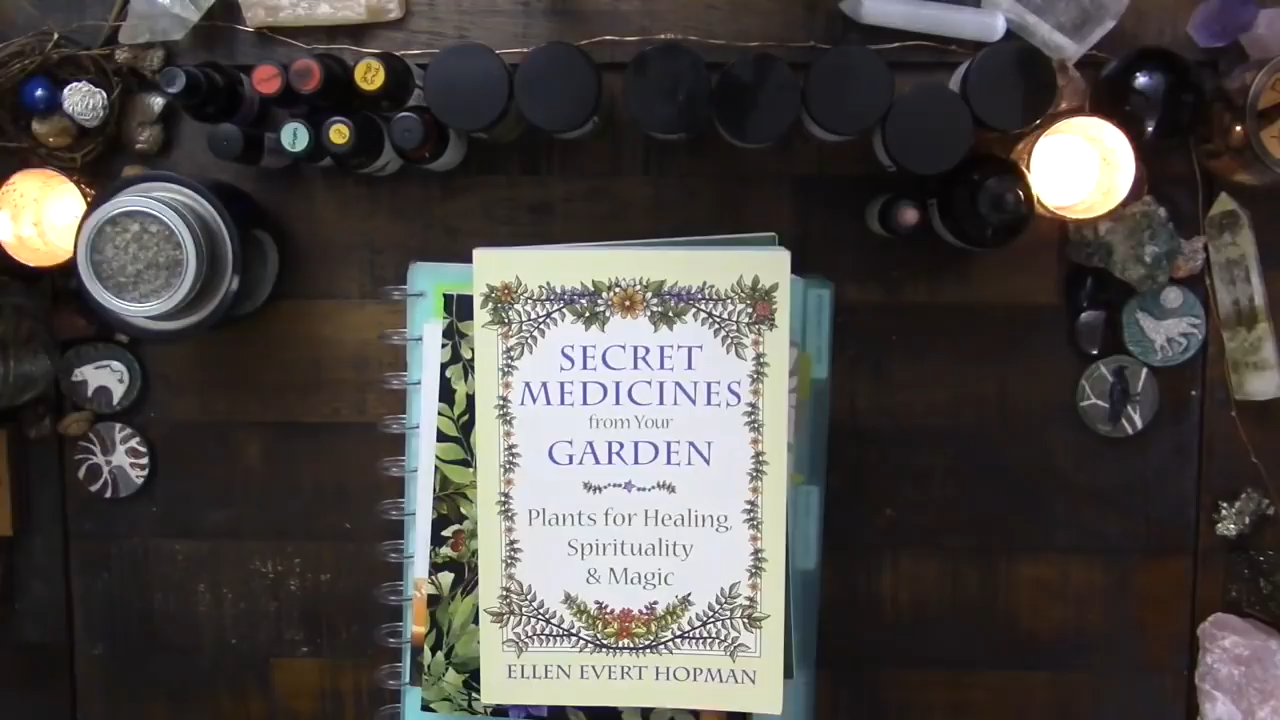 SECRET
MEDICINES
from Your
GARDEN
Plants for Healing,
Spirituality
& Magic
ELLEN EVERT HOPMAN